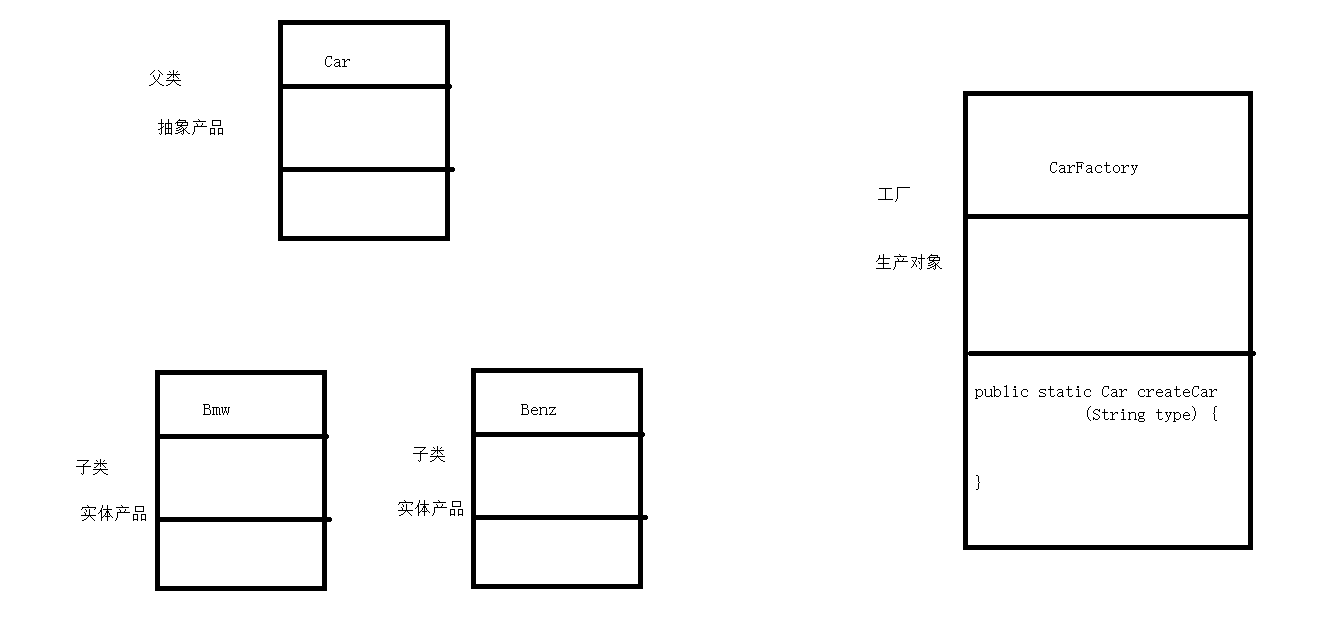 Car
父类
抽象产品
Bmw
子类
实体产品
Benz
子类
实体产品
CarFactory
工厂
生产对象
public static Car createCar
(String type) {
}